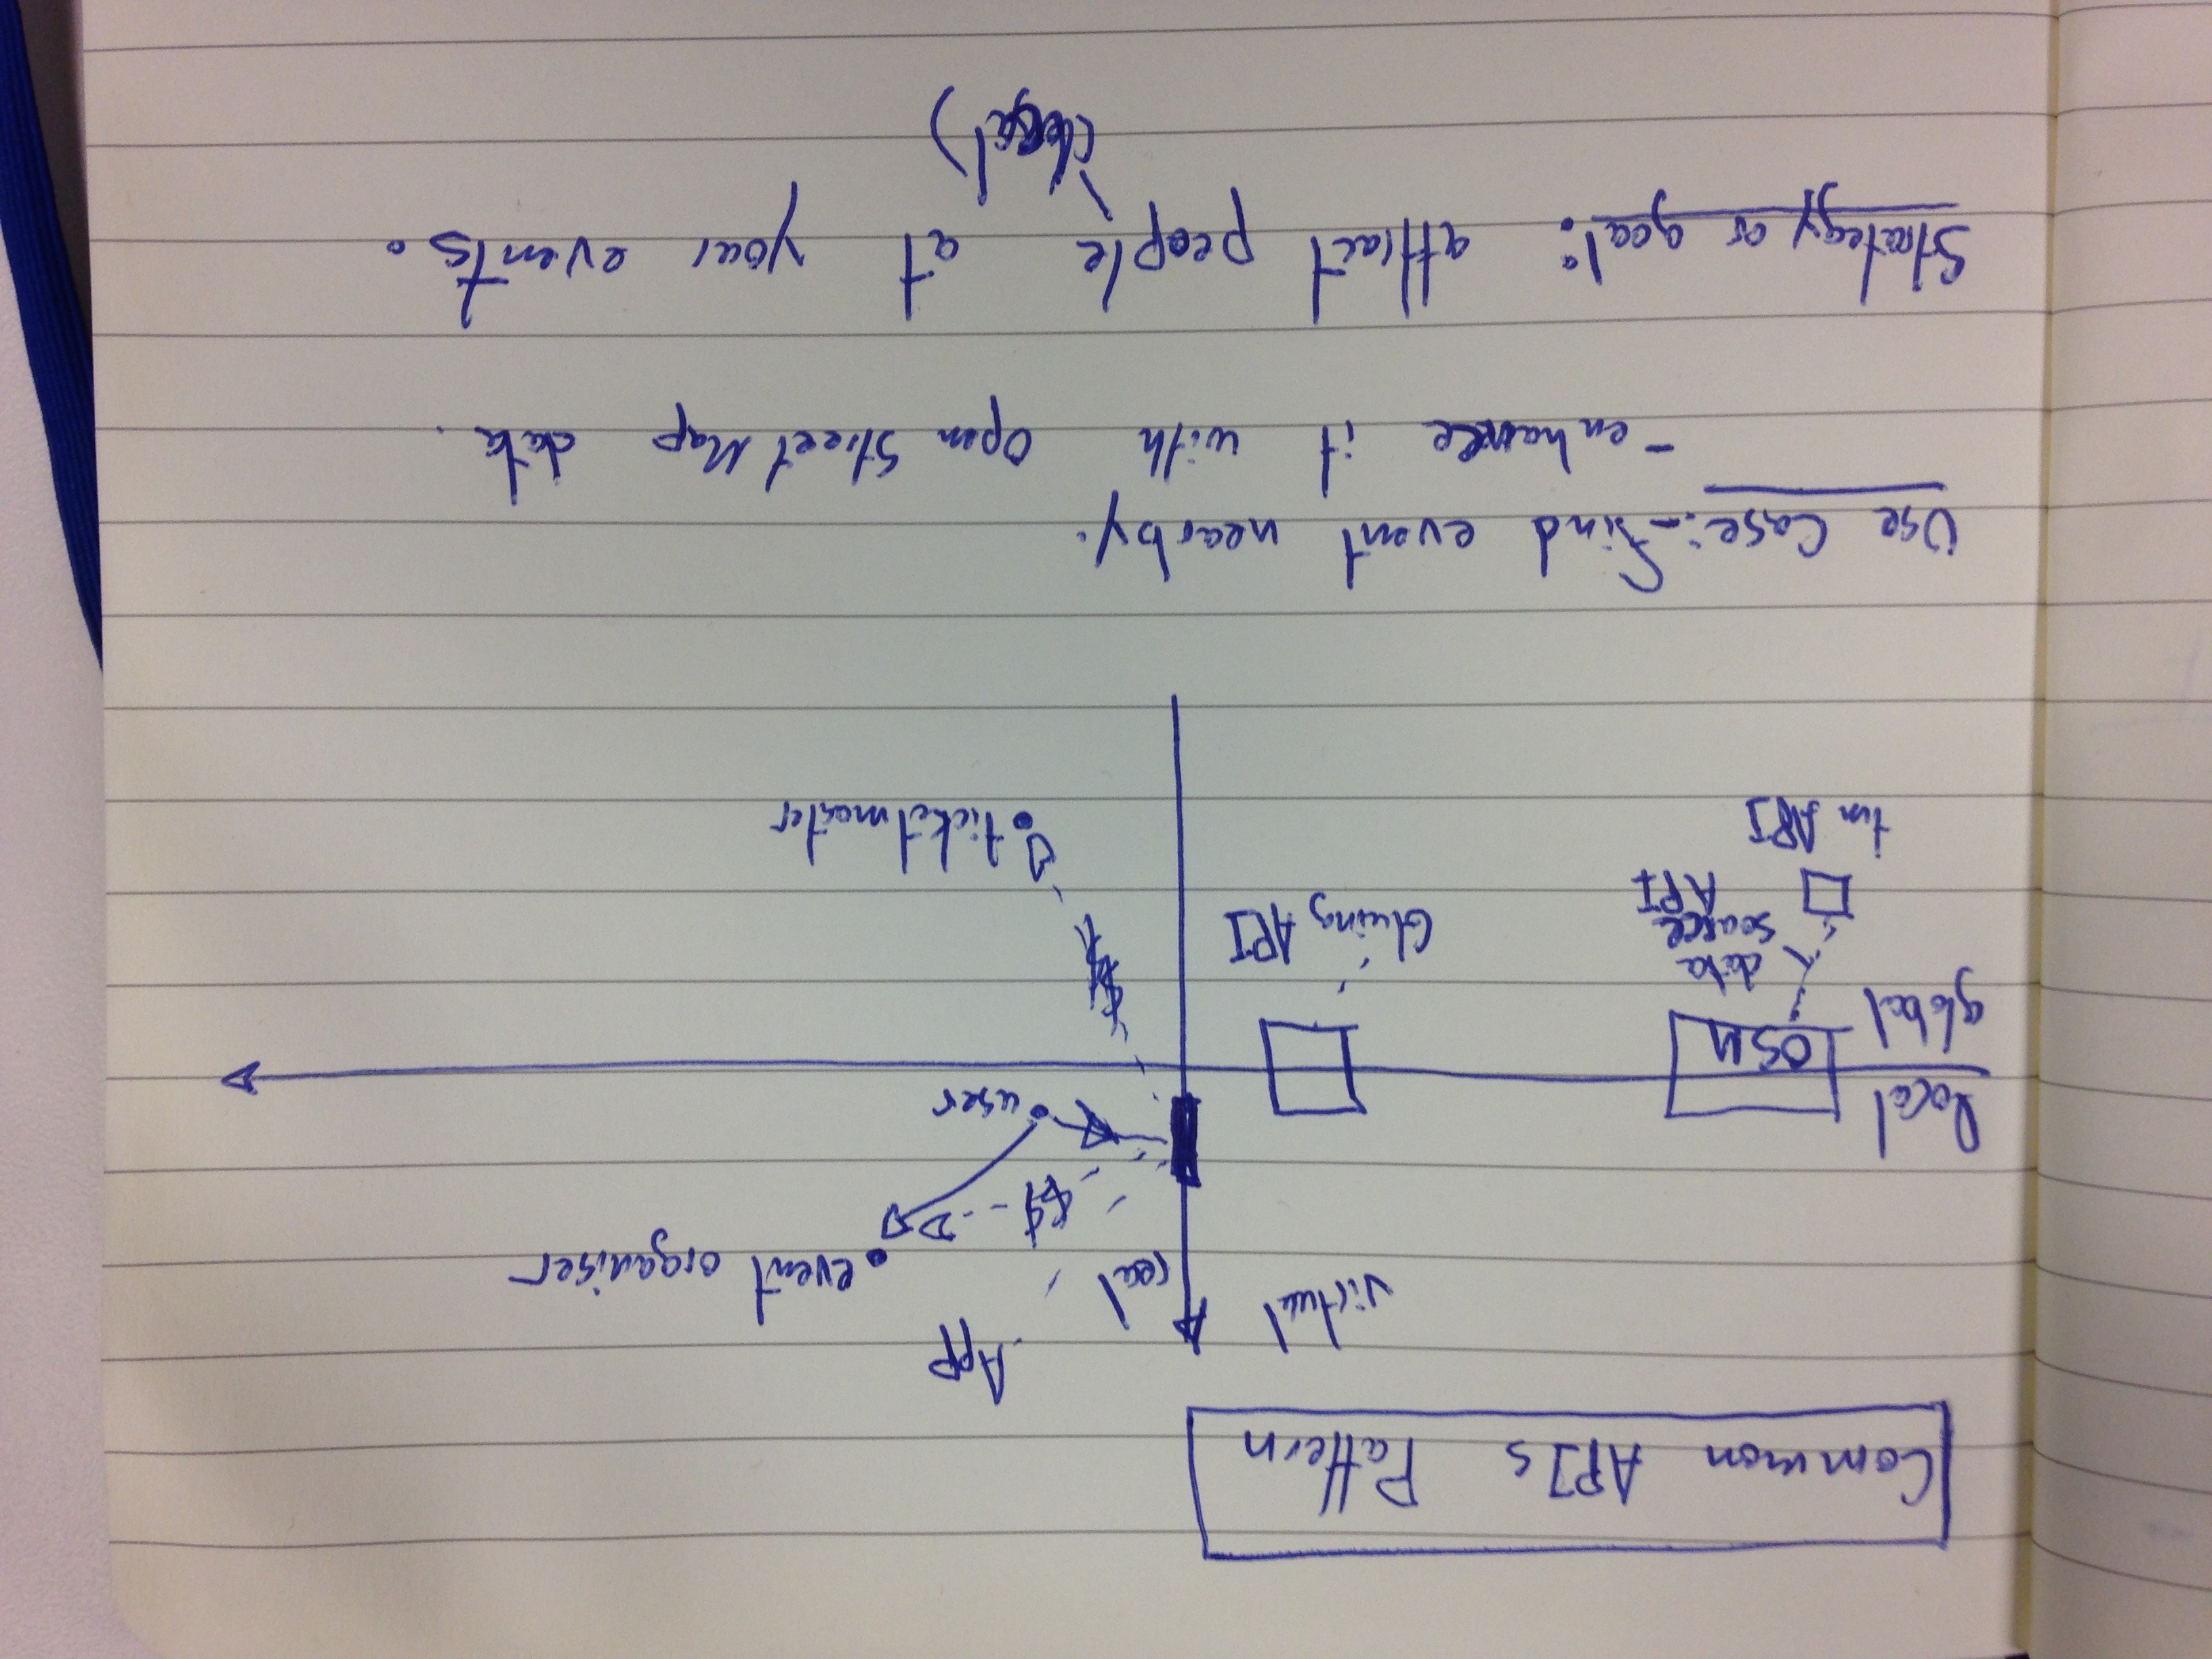 Common APIs Pattern
App
virtual
real
event organiser
$$
user
local
global
OSM
data
source
API
Gluing API
$$$
ticketmaster
API
Use Case: - find event nearby.
- enhance it with Open Street Map data.
Strategy or goal: attract people at your events.
(local)